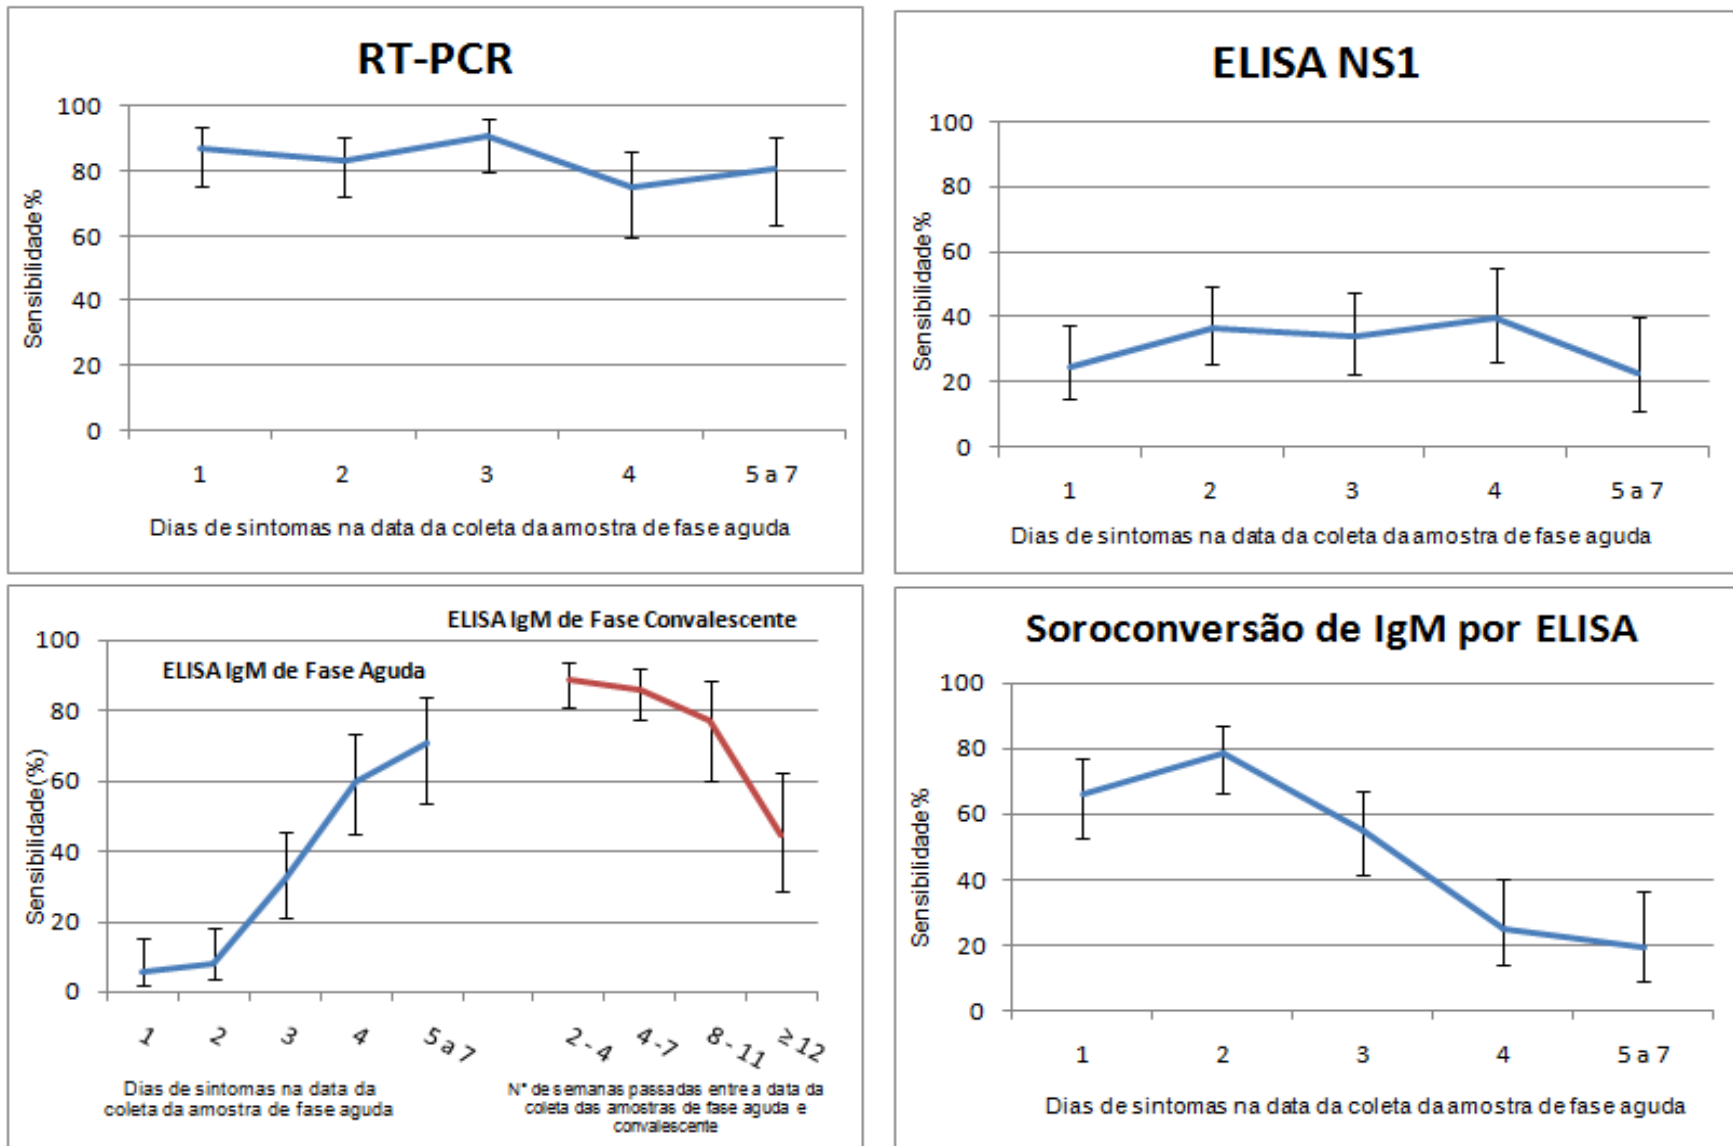 RT-PCR
100
80
60
40
20
0
Sensibilidade%
1 2 3 4 5 a 7
Dias de sintomas na data da coleta da amostra de fase aguda
ELISA NS1
100
80
60
40
20
0
Sensibilidade%
1 2 3 4 5 a 7
Dias de sintomas na data da coleta da amostra de fase aguda
ELISA IgM de Fase Convalescente
ELISA IgM de Fase Aguda
100
80
60
40
20
0
Sensibilidade(%)
1 2 3 4 5 a 7 2 - 4 4 -7 8 - 11 ≥ 12
Dias de sintomas na data da
coleta da amostra de fase aguda
N° de semanas passadas entre a data da
coleta das amostras de fase aguda e
convalescente
Soroconversão de IgM por ELISA
100
80
60
40
20
0
Sensibilidade%
1 2 3 4 5 a 7
Dias de sintomas na data da coleta da amostra de fase aguda